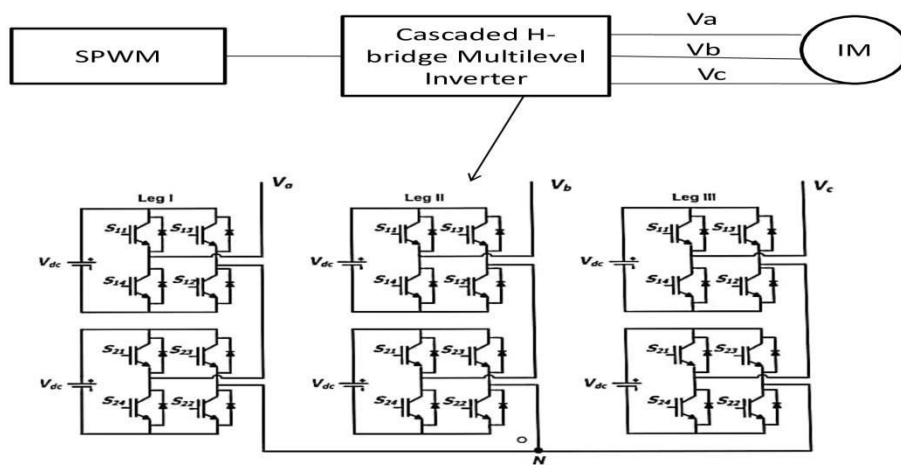 SPWM
Cascaded H-
bridge Multilevel
Inverter
Va
Vb
Vc
IM
Va
Vb
Vc
Leg I
Leg II
Leg III
S11
S13
S11
S13
S11
S13
Vdc
Vdc
Vdc
S14
S12
S14
S12
S14
S12
S21
S23
S21
S23
S21
S23
Vdc
Vdc
Vdc
S24
S22
S24
S22
S24
S22
O
N